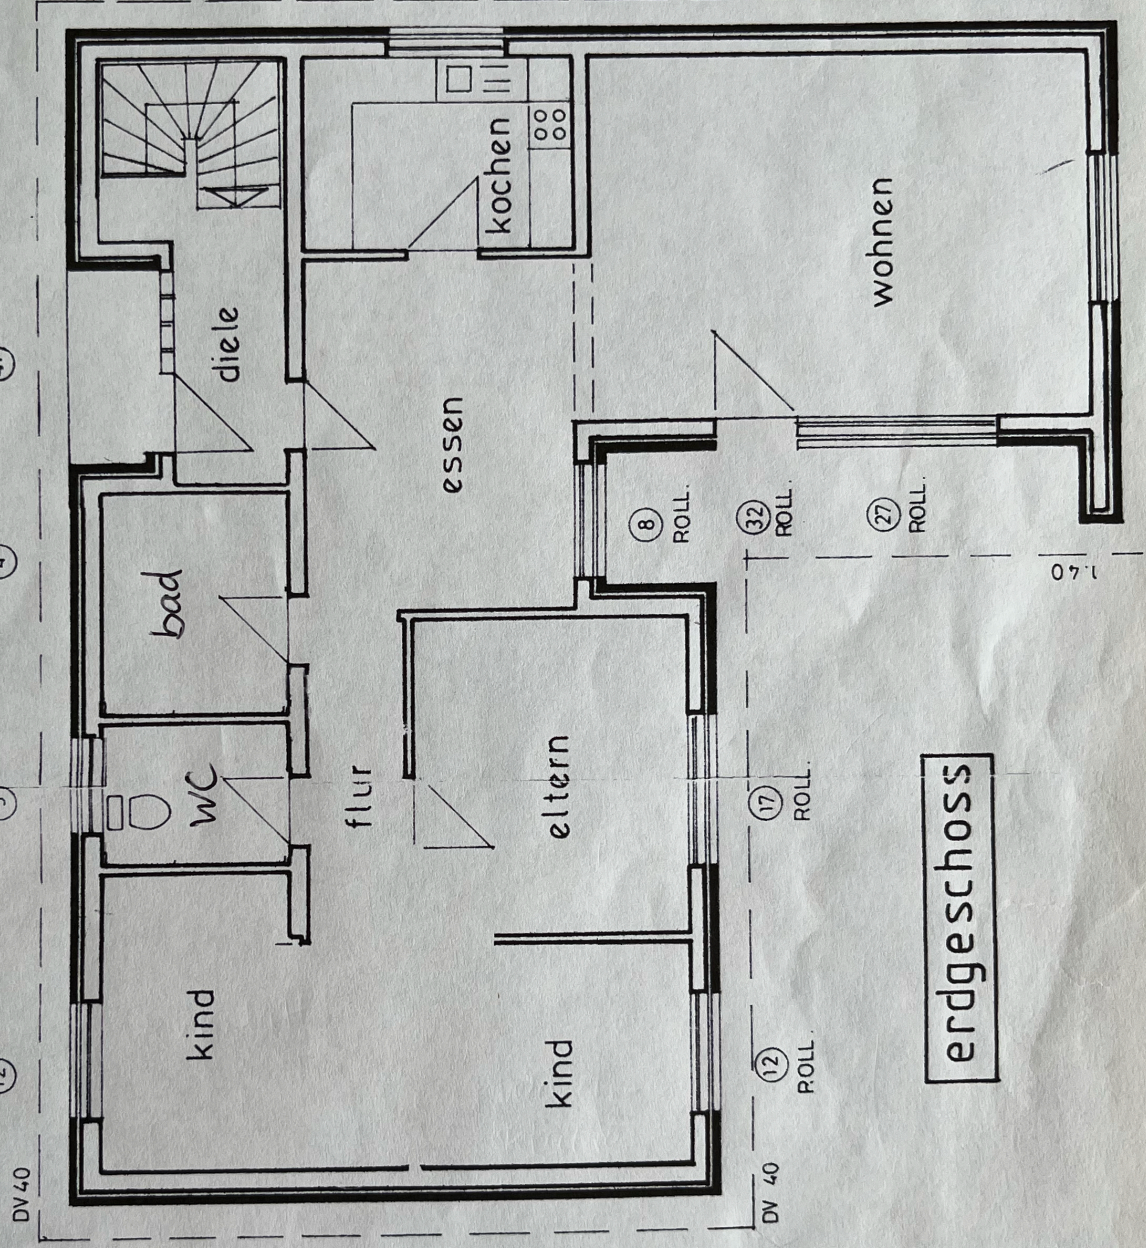 kind
kind
WC
flur
eltern
bad
diele
essen
kochen
wohnen
8
ROLL.
32
ROLL.
27
ROLL.
17
ROLL.
12
ROLL.
1.40
DV 40
DV 40
erdgeschoss